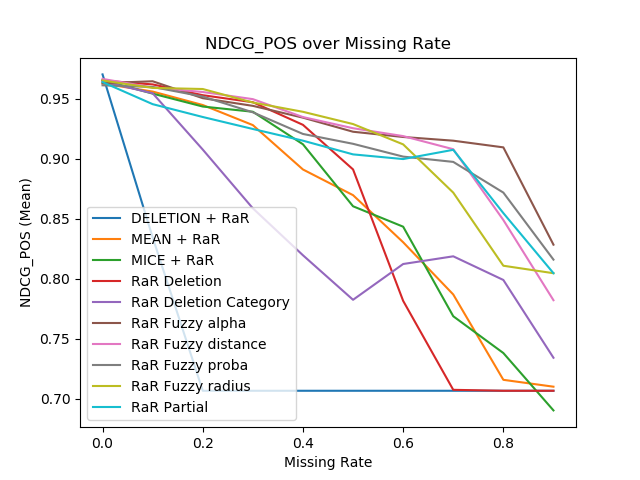 NDCG_POS over Missing Rate
NDCG_POS (Mean)
0.95
0.90
0.85
0.80
0.75
0.70
DELETION + RaR
MEAN + RaR
MICE + RaR
RaR Deletion
RaR Deletion Category
RaR Fuzzy alpha
RaR Fuzzy distance
RaR Fuzzy proba
RaR Fuzzy radius
RaR Partial
0.0 0.2 0.4 0.6 0.8
Missing Rate